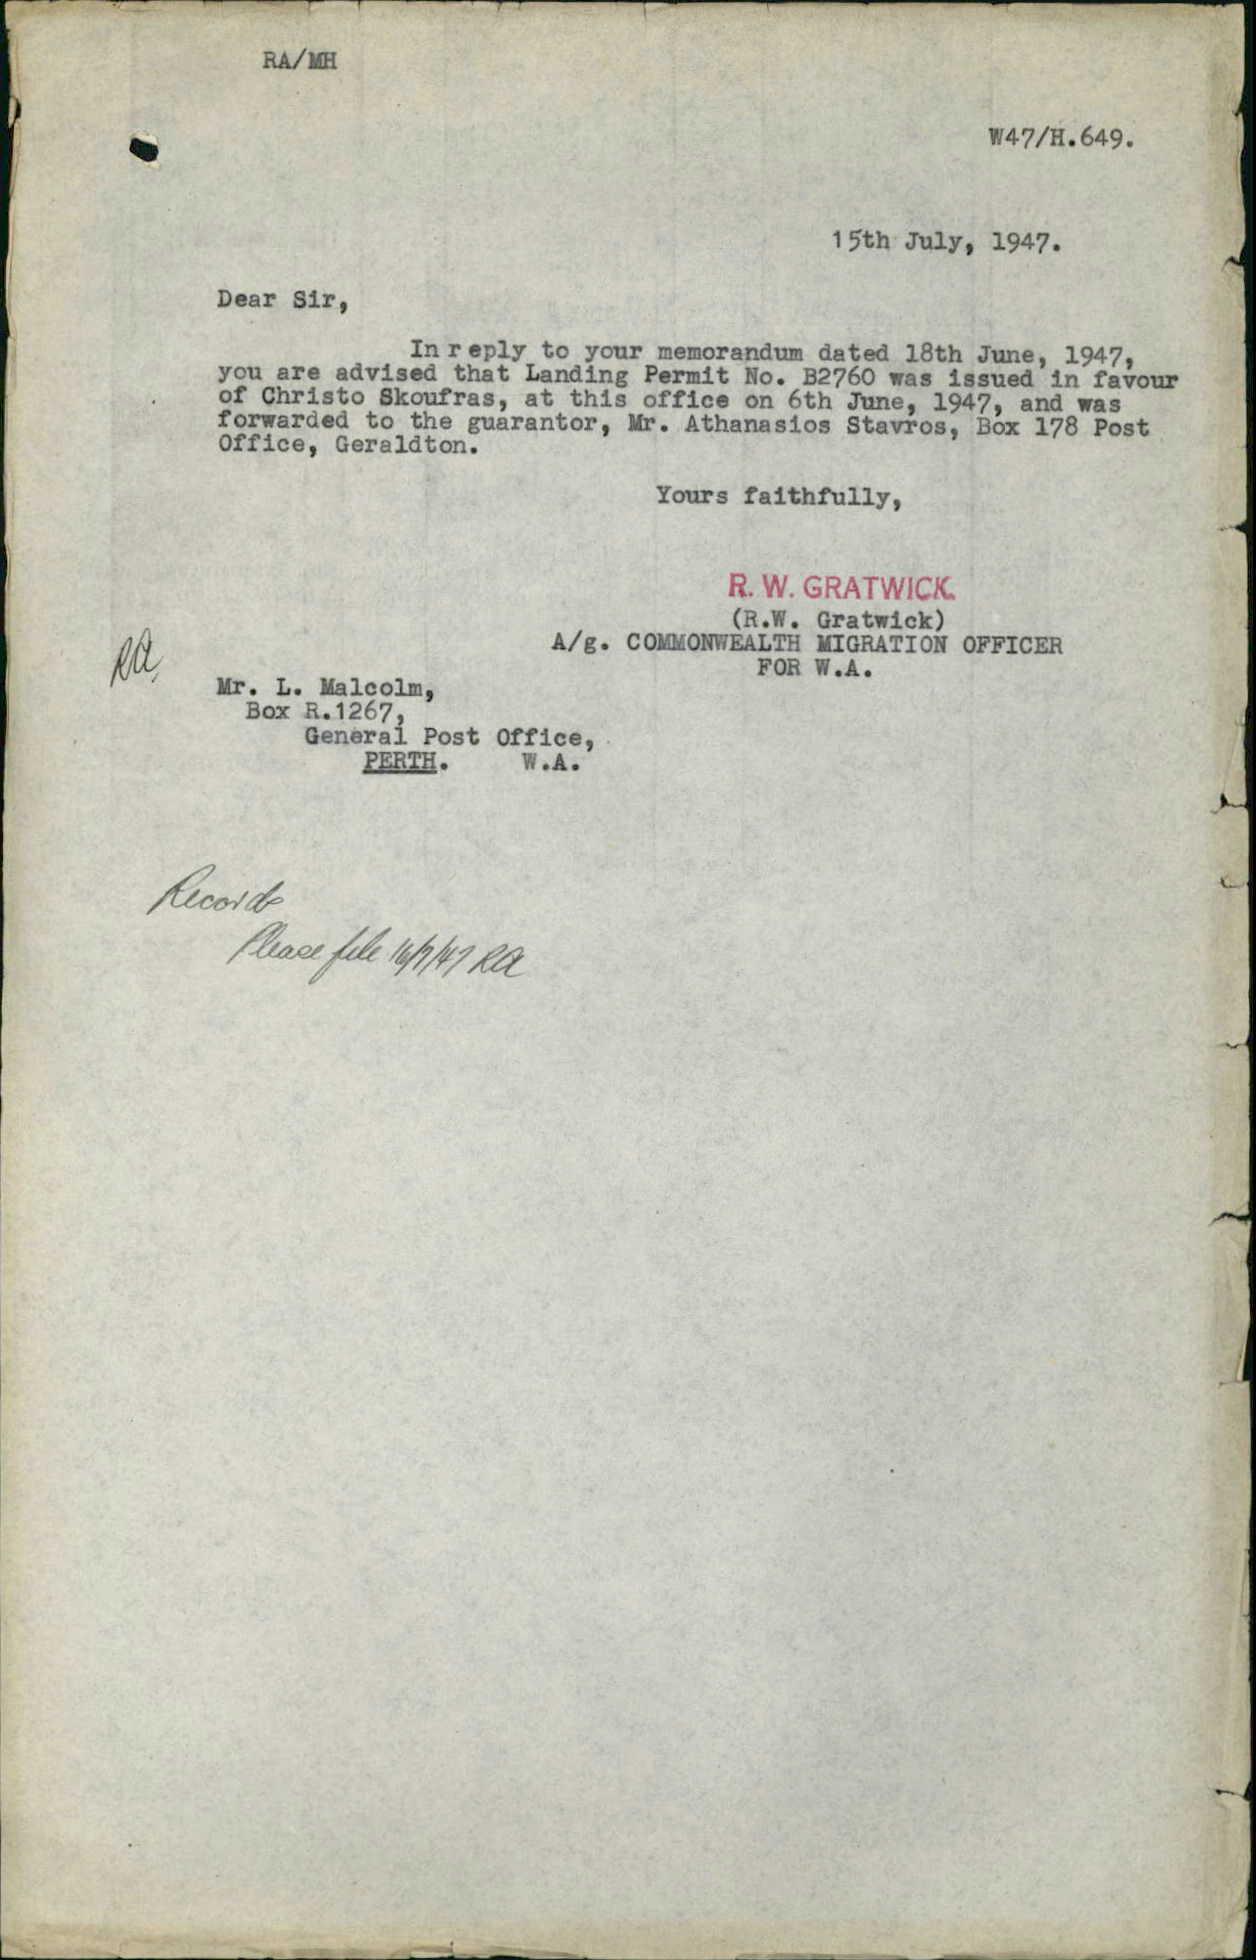 RA/MH
W47/H.649.
15th July, 1947.
Dear Sir,
In reply to your memorandum dated 18th June, 1947,
you are advised that Landing Permit No. B2760 was issued in favour
of Christo Skoufras, at this office on 6th June, 1947, and was
forwarded to the guarantor, Mr. Athanasios Stavros, Box 178 Post
Office, Geraldton.
Yours faithfully,
R. W. GRATWICK.
(R.W. Gratwick)
A/g. COMMONWEALTH MIGRATION OFFICER
FOR W.A.
RA
Mr. L. Malcolm,
Box R.1267,
General Post Office,
PERTH. W.A.
Records
Please file 16/7/47 RA